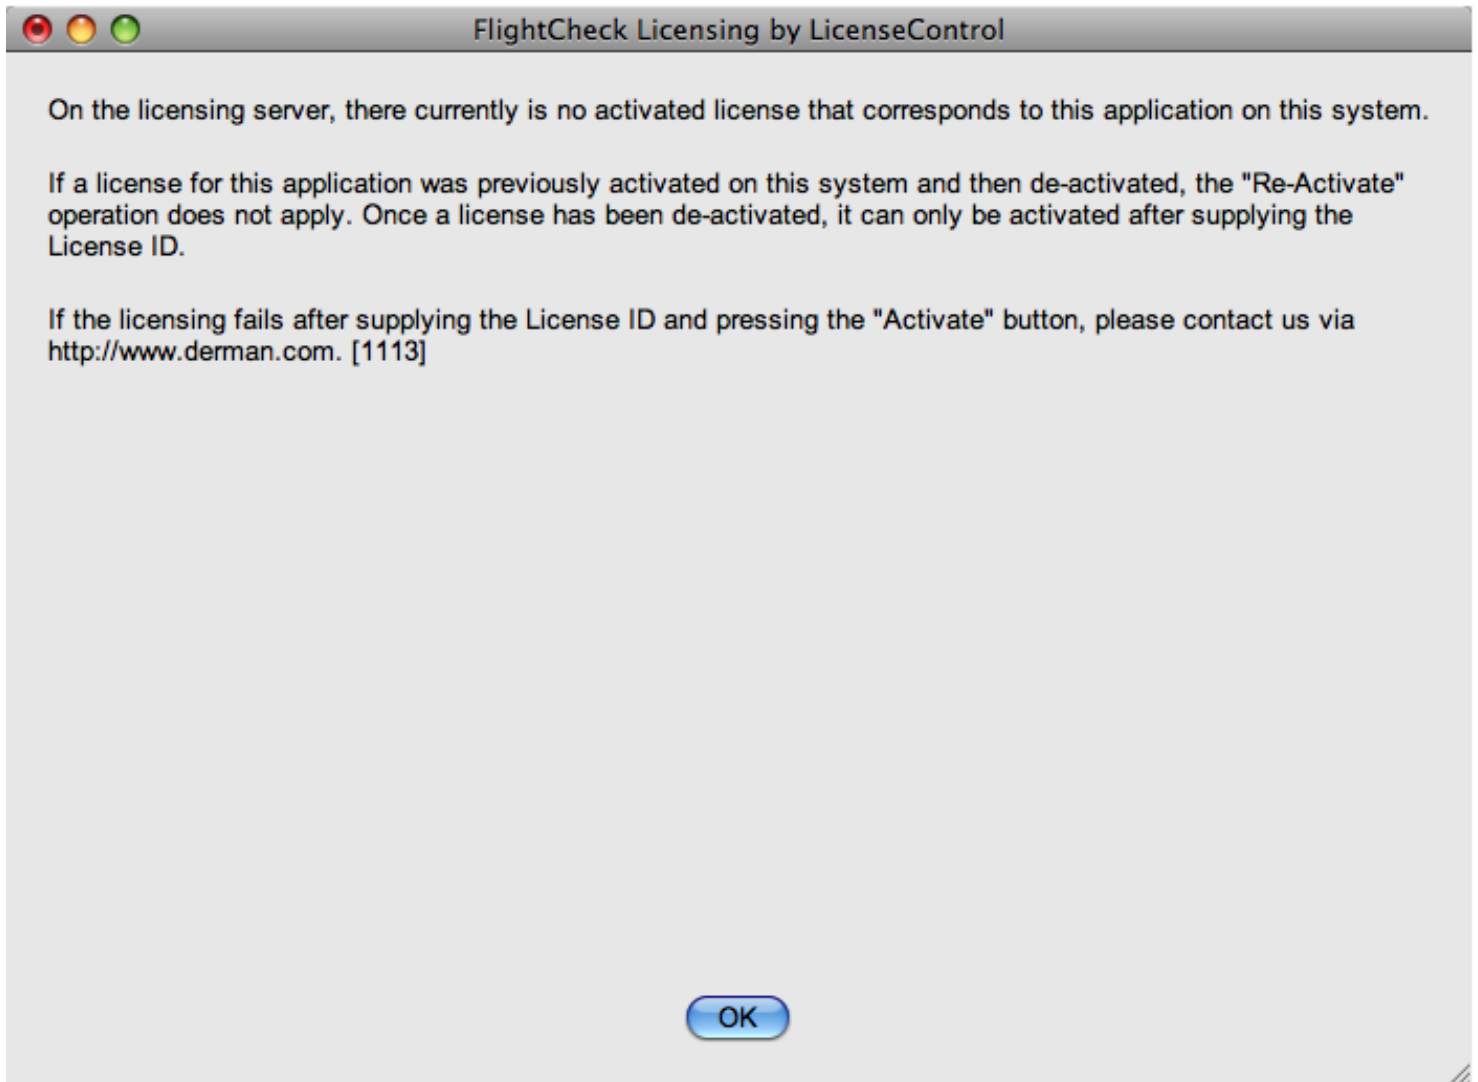 FlightCheck Licensing by LicenseControl
On the licensing server, there currently is no activated license that corresponds to this application on this system.
If a license for this application was previously activated on this system and then de-activated, the "Re-Activate"
operation does not apply. Once a license has been de-activated, it can only be activated after supplying the
License ID.
If the licensing fails after supplying the License ID and pressing the "Activate" button, please contact us via
http://www.derman.com. [1113]
OK